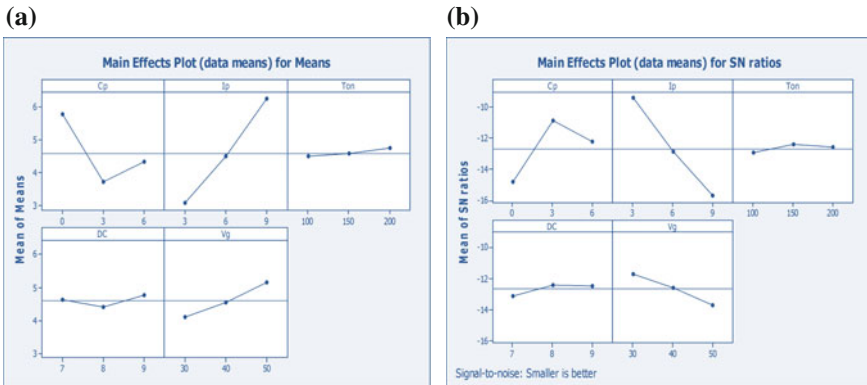 (a)
(b)
Main Effects Plot (data means) for Means
Cp Ip Ton
6
5
4
3
0 3 6 3 6 9 100 150 200
DC Vg
6
5
4
3
7 8 9 30 40 50
Mean of Means
Main Effects Plot (data means) for SN ratios
Cp Ip Ton
-10
-12
-14
-16
0 3 6 3 6 9 100 150 200
DC Vg
-10
-12
-14
-16
7 8 9 30 40 50
Mean of SN ratios
Signal-to-noise: Smaller is better